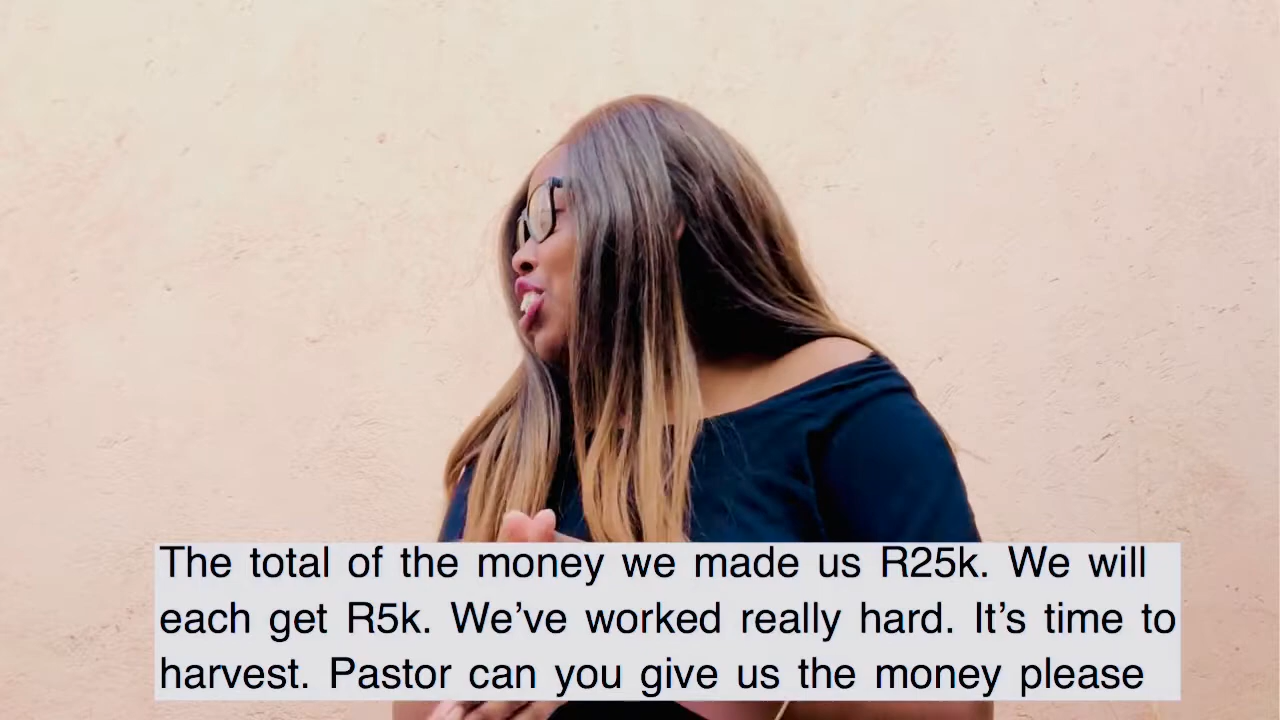 The total of the money we made us R25k. We will
each get R5k. We’ve worked really hard. It’s time to
harvest. Pastor can you give us the money please